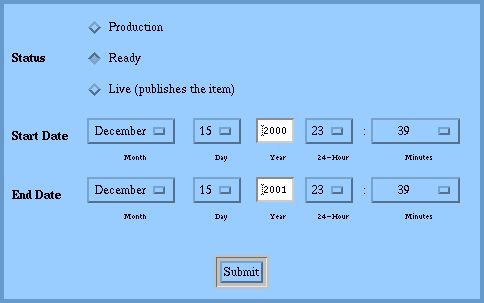 Production
Status
Ready
Live (publishes the item)
Start Date December 15 2000 23 : 39
Month Day Year 24-Hour Minutes
End Date December 15 2001 23 : 39
Month Day Year 24-Hour Minutes
Submit